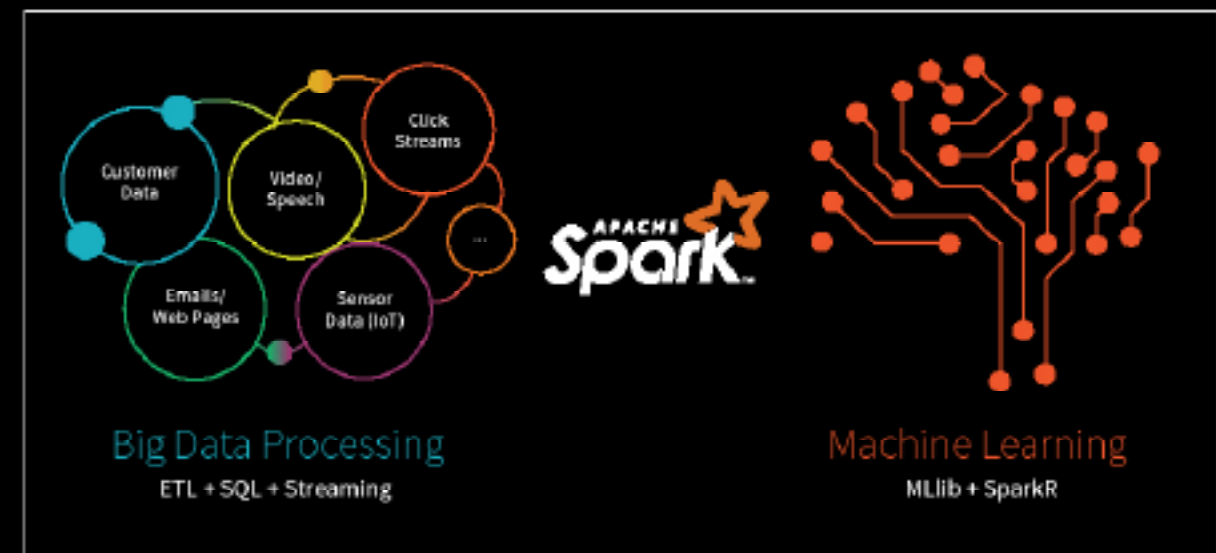 Customer
Data
Video/
Speech
Click
Streams
...
Emails/
Web Pages
Sensor
Data (IoT)
APACHE
Spark™
Big Data Processing
ETL + SQL + Streaming
Machine Learning
MLlib + SparkR